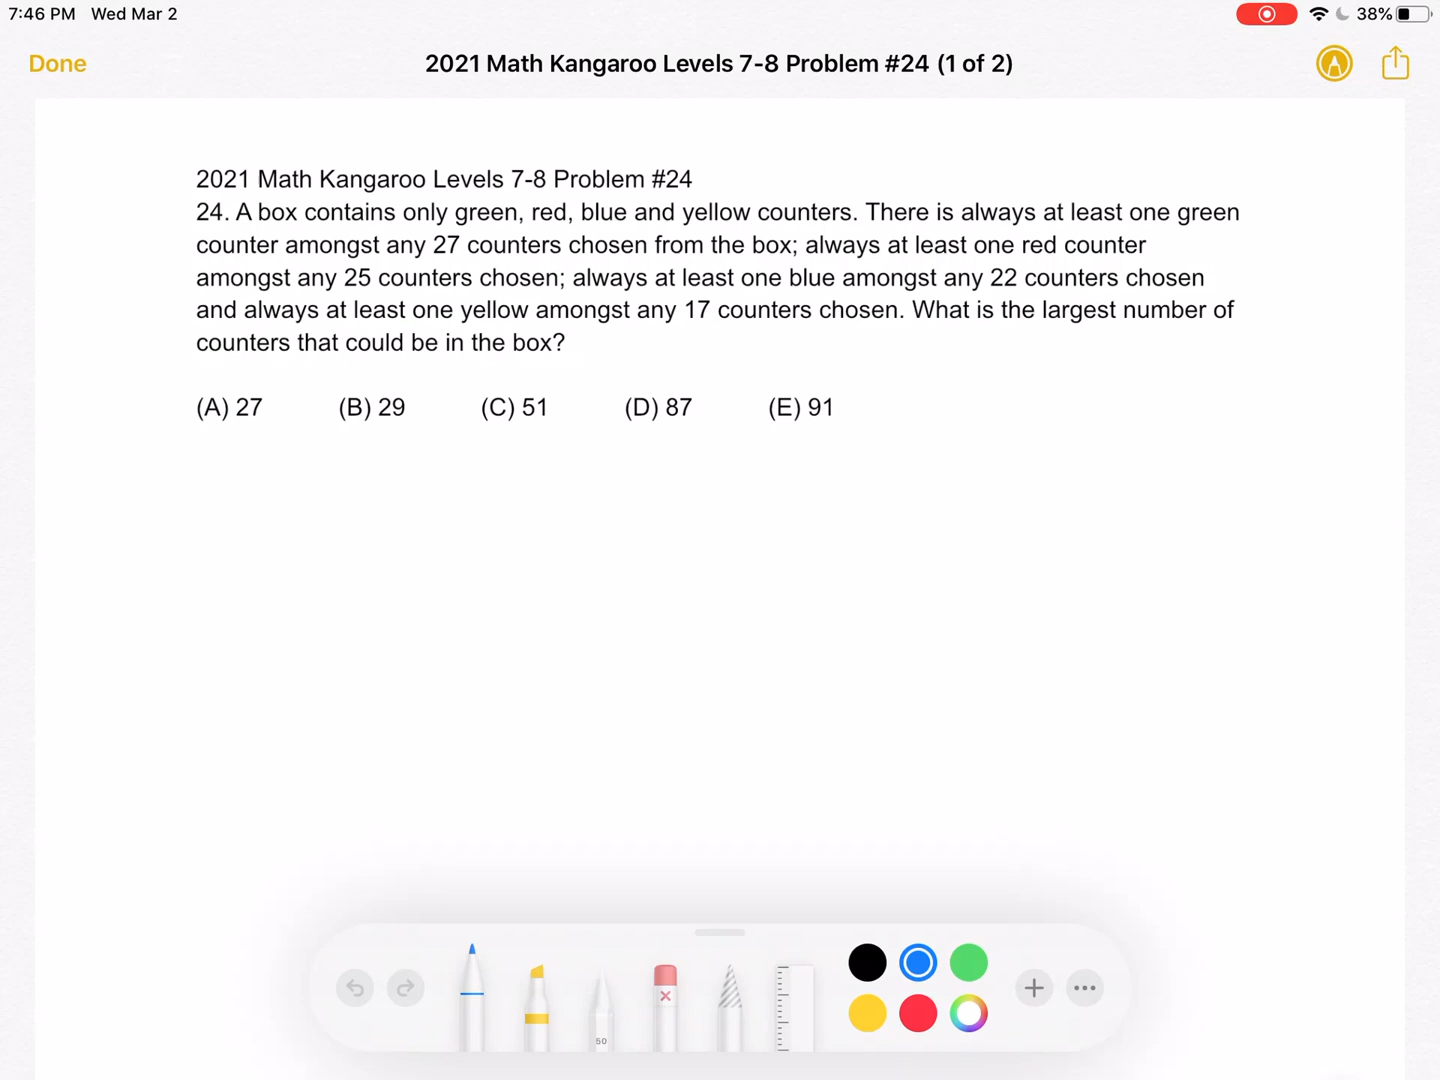 7:46 PM Wed Mar 2
38%
Done
2021 Math Kangaroo Levels 7-8 Problem #24 (1 of 2)
2021 Math Kangaroo Levels 7-8 Problem #24
24. A box contains only green, red, blue and yellow counters. There is always at least one green
counter amongst any 27 counters chosen from the box; always at least one red counter
amongst any 25 counters chosen; always at least one blue amongst any 22 counters chosen
and always at least one yellow amongst any 17 counters chosen. What is the largest number of
counters that could be in the box?
(A) 27 (B) 29 (C) 51 (D) 87 (E) 91
50